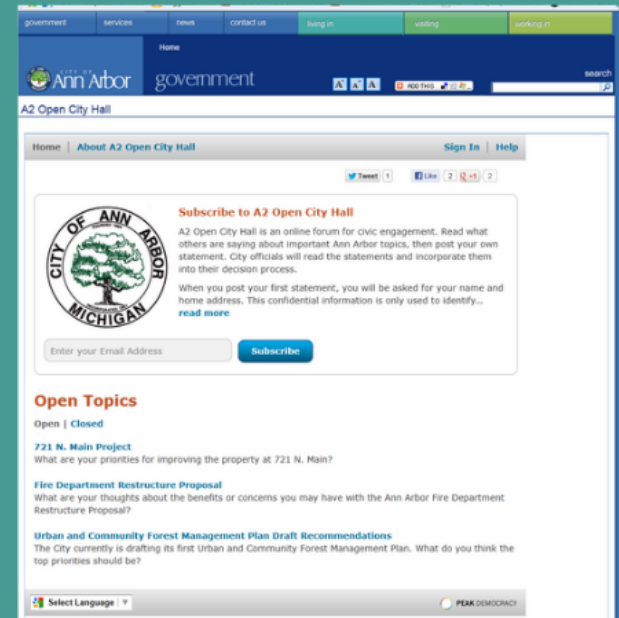 government services news contact us living in visiting working in
Home
CITY OF
Ann Arbor government A A A ADD THIS search
A2 Open City Hall
Home | About A2 Open City Hall Sign In | Help
Tweet 1 Like 2 +1 2
CITY OF ANN ARBOR
MICHIGAN
Subscribe to A2 Open City Hall
A2 Open City Hall is an online forum for civic engagement. Read what
others are saying about important Ann Arbor topics, then post your own
statement. City officials will read the statements and incorporate them
into their decision process.
When you post your first statement, you will be asked for your name and
home address. This confidential information is only used to identify...
read more
Enter your Email Address Subscribe
Open Topics
Open | Closed
721 N. Main Project
What are your priorities for improving the property at 721 N. Main?
Fire Department Restructure Proposal
What are your thoughts about the benefits or concerns you may have with the Ann Arbor Fire Department
Restructure Proposal?
Urban and Community Forest Management Plan Draft Recommendations
The City currently is drafting its first Urban and Community Forest Management Plan. What do you think the
top priorities should be?
Select Language PEAK DEMOCRACY